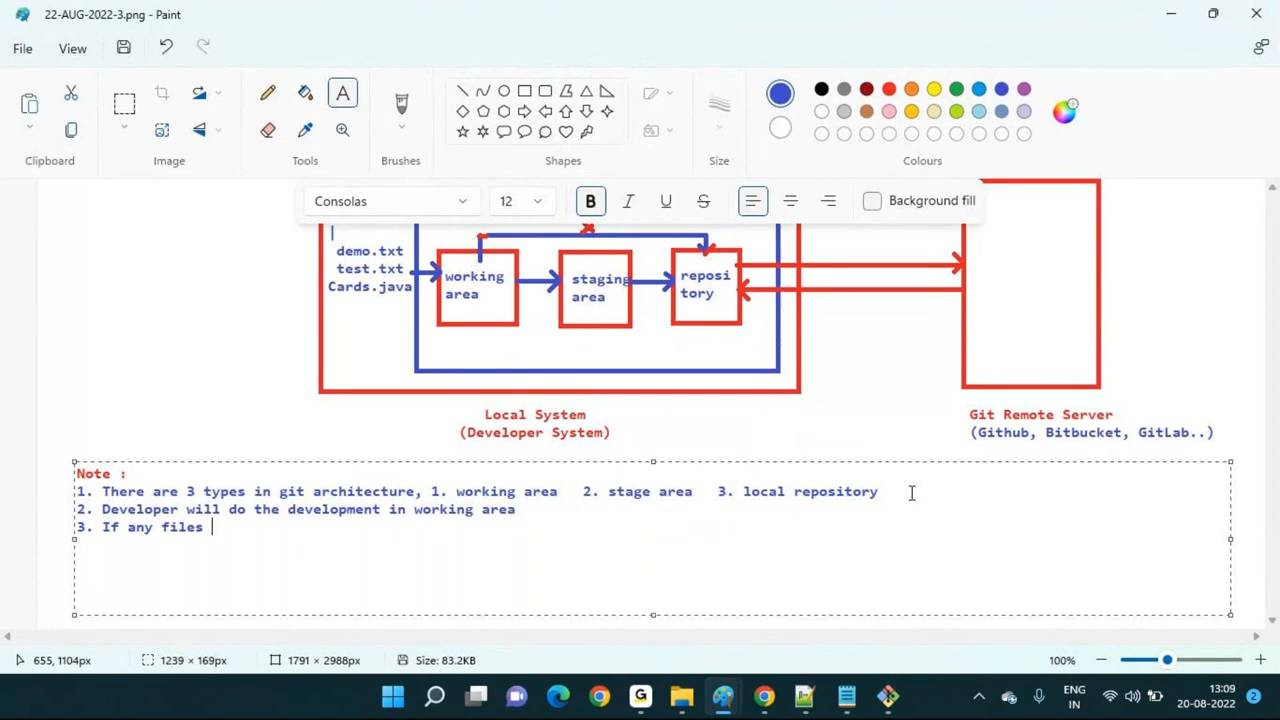 22-AUG-2022-3.png - Paint
File
View
Clipboard
Image
Tools
Brushes
Shapes
Size
Colours
Consolas
12
B
I
U
S
Background fill
demo.txt
test.txt
Cards.java
working
area
staging
area
reposi
tory
Local System
(Developer System)
Git Remote Server
(Github, Bitbucket, GitLab..)
Note :
1. There are 3 types in git architecture, 1. working area 2. stage area 3. local repository
2. Developer will do the development in working area
3. If any files
655, 1104px
1239 × 169px
1791 × 2988px
Size: 83.2KB
100%
ENG
IN
13:09
20-08-2022
2